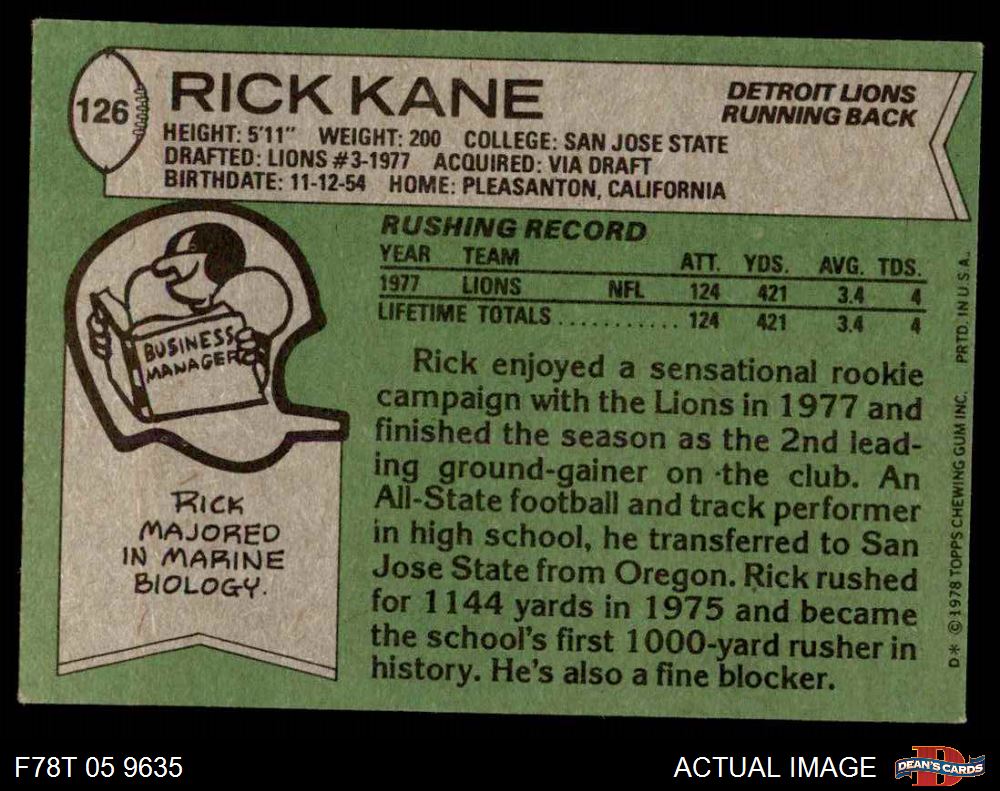 126
RICK KANE
DETROIT LIONS
RUNNING BACK
HEIGHT: 5'11" WEIGHT: 200 COLLEGE: SAN JOSE STATE
DRAFTED: LIONS #3-1977 ACQUIRED: VIA DRAFT
BIRTHDATE: 11-12-54 HOME: PLEASANTON, CALIFORNIA
RUSHING RECORD
YEAR TEAM ATT. YDS. AVG. TDS.
1977 LIONS NFL 124 421 3.4 4
LIFETIME TOTALS ........... 124 421 3.4 4
BUSINESS
MANAGER
RICK
MAJORED
IN MARINE
BIOLOGY.
Rick enjoyed a sensational rookie
campaign with the Lions in 1977 and
finished the season as the 2nd lead-
ing ground-gainer on the club. An
All-State football and track performer
in high school, he transferred to San
Jose State from Oregon. Rick rushed
for 1144 yards in 1975 and became
the school's first 1000-yard rusher in
history. He's also a fine blocker.
D* © 1978 TOPPS CHEWING GUM INC. PRTD. IN U.S.A.
F78T 05 9635
ACTUAL IMAGE
DEAN'S CARDS